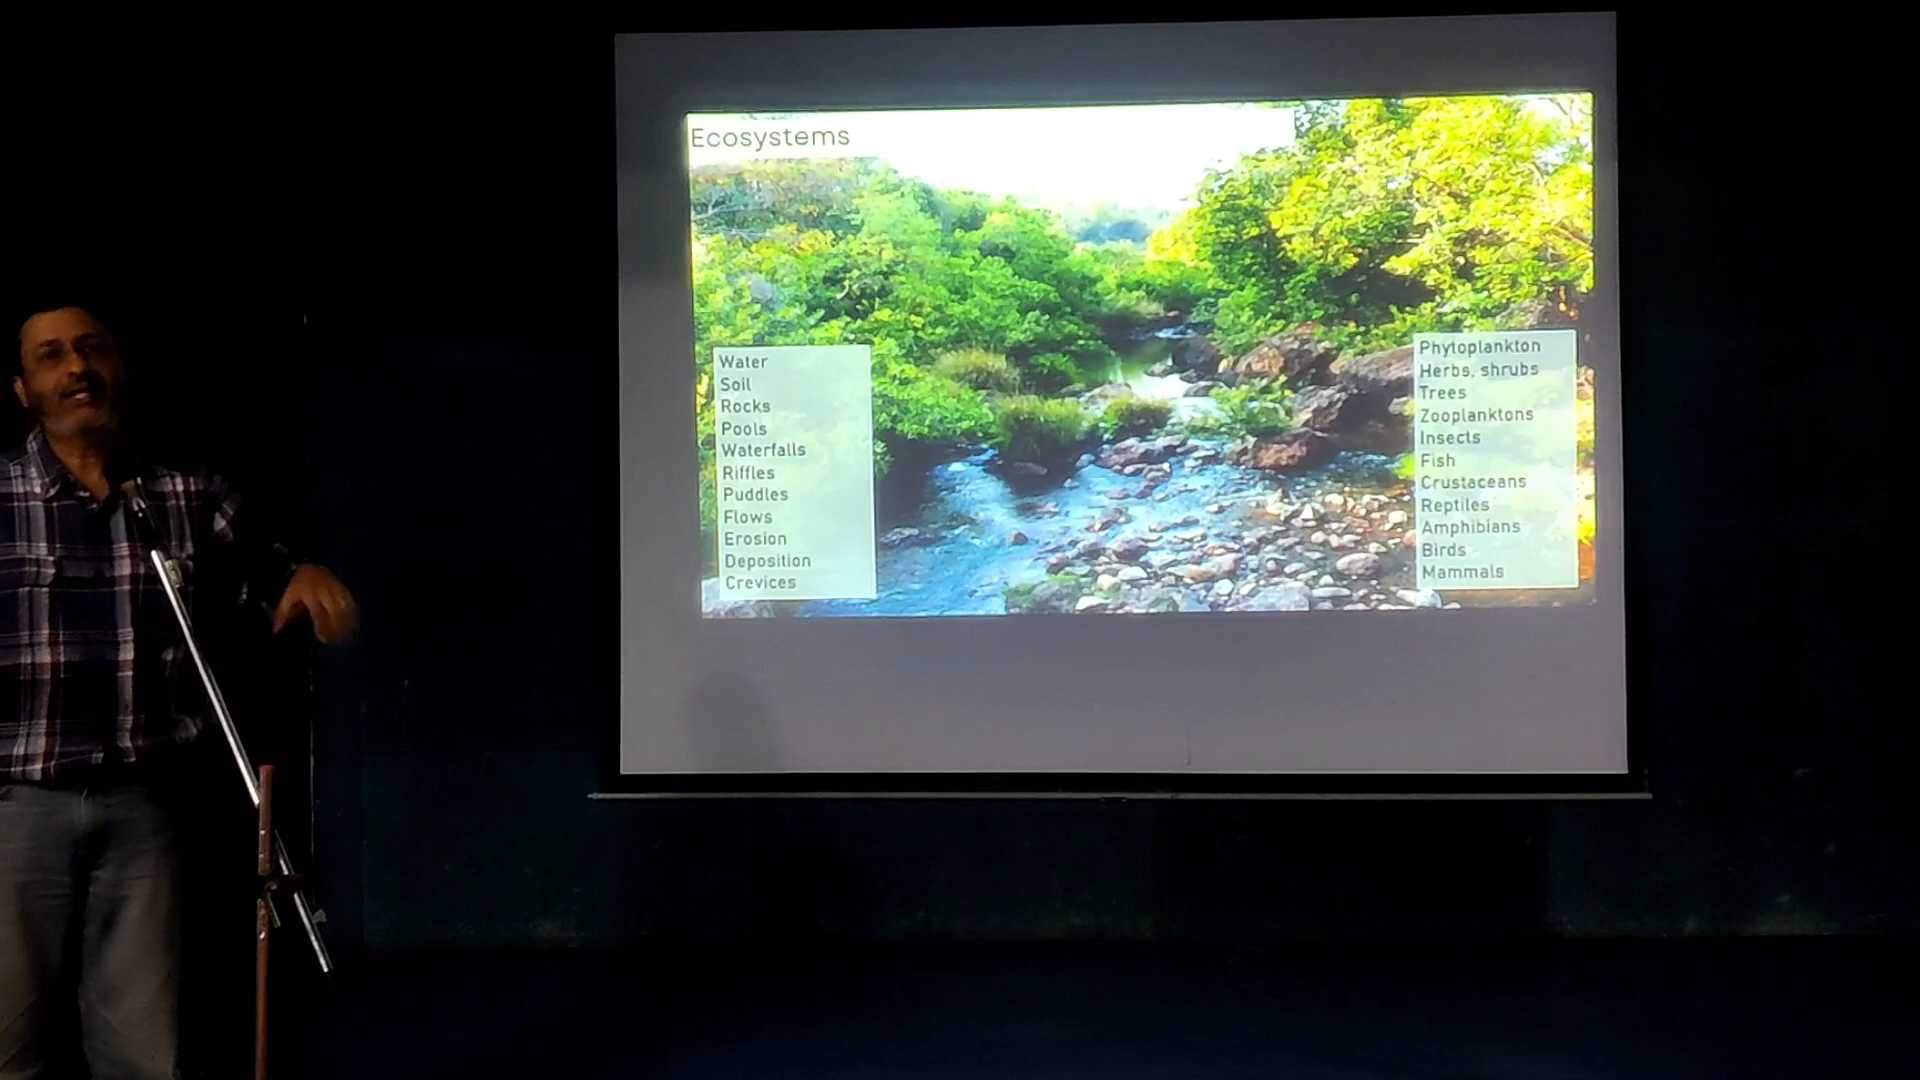 Ecosystems
Water
Soil
Rocks
Pools
Waterfalls
Riffles
Puddles
Flows
Erosion
Deposition
Crevices
Phytoplankton
Herbs, shrubs
Trees
Zooplanktons
Insects
Fish
Crustaceans
Reptiles
Amphibians
Birds
Mammals